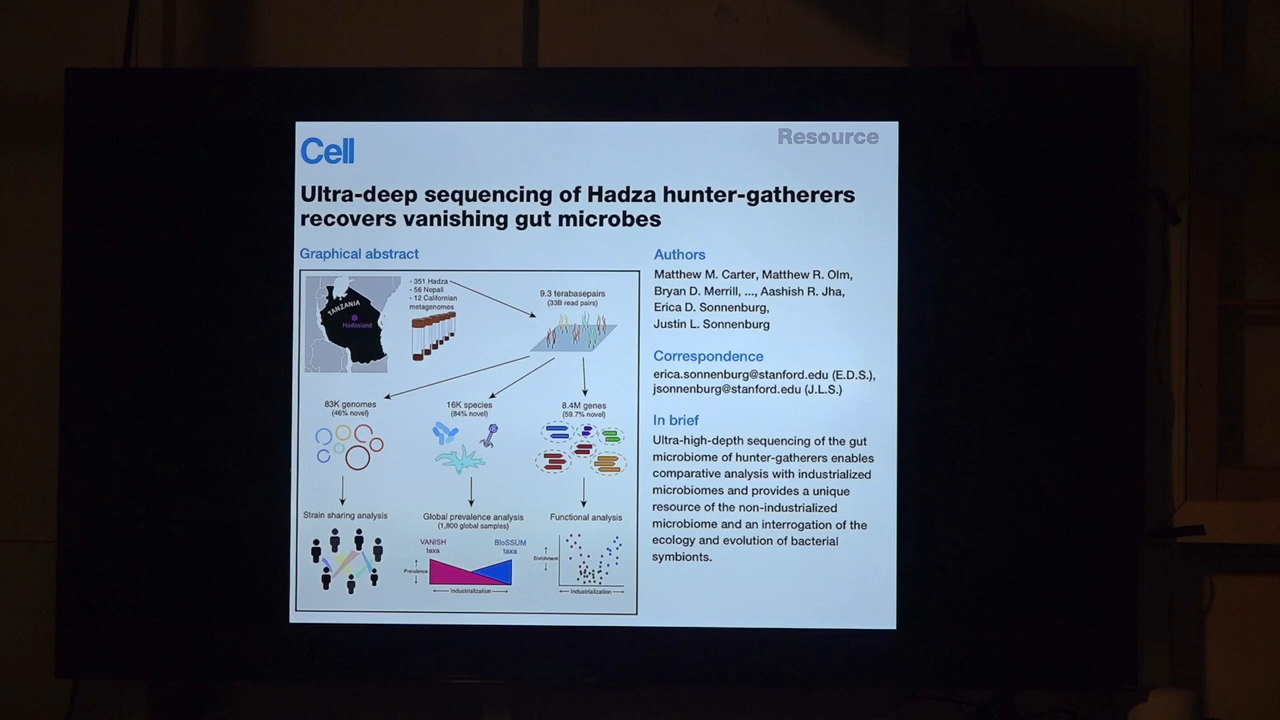 Cell
Resource
Ultra-deep sequencing of Hadza hunter-gatherers
recovers vanishing gut microbes
Graphical abstract
TANZANIA
Hadzaland
- 351 Hadza
- 56 Nepali
- 12 Californian
metagenomes
9.3 terabasepairs
(33B read pairs)
83K genomes
(46% novel)
16K species
(84% novel)
8.4M genes
(59.7% novel)
Strain sharing analysis
Global prevalence analysis
(1,800 global samples)
Functional analysis
VANISH
taxa
BloSSUM
taxa
Prevalence
Industrialization
Enrichment
Industrialization
Authors
Matthew M. Carter, Matthew R. Olm,
Bryan D. Merrill, ..., Aashish R. Jha,
Erica D. Sonnenburg,
Justin L. Sonnenburg
Correspondence
erica.sonnenburg@stanford.edu (E.D.S.),
jsonnenburg@stanford.edu (J.L.S.)
In brief
Ultra-high-depth sequencing of the gut
microbiome of hunter-gatherers enables
comparative analysis with industrialized
microbiomes and provides a unique
resource of the non-industrialized
microbiome and an interrogation of the
ecology and evolution of bacterial
symbionts.